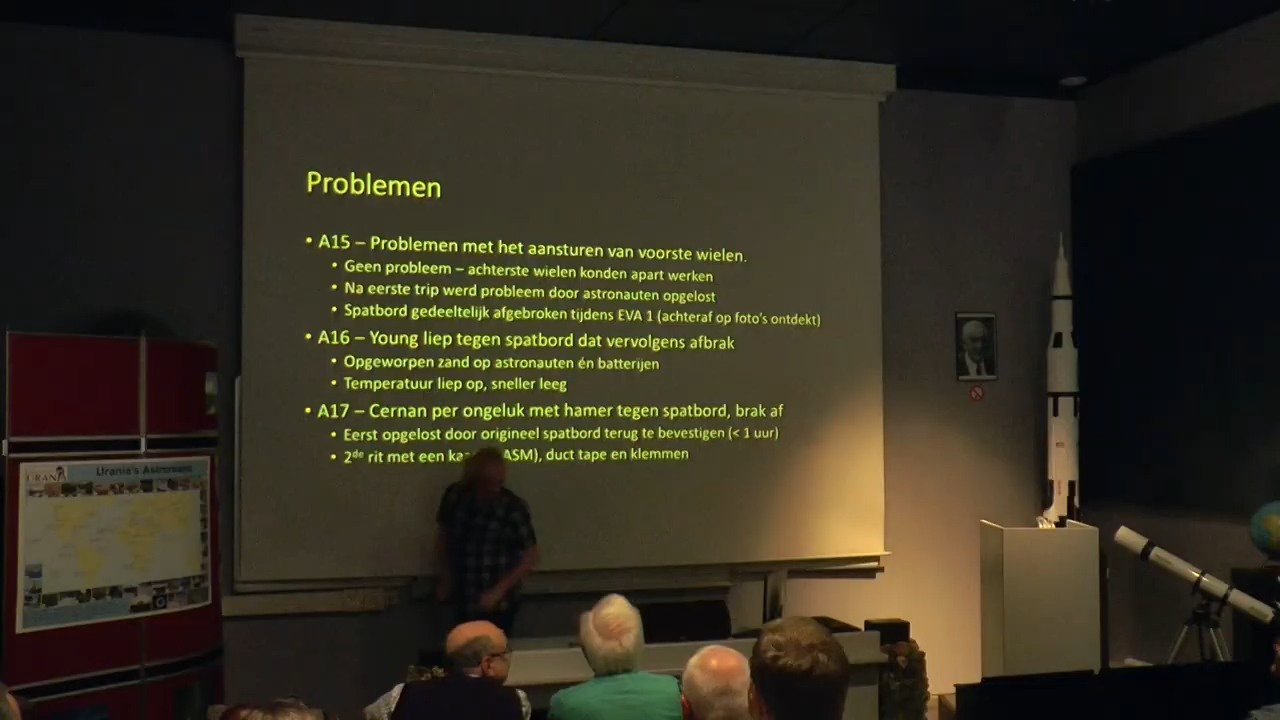 Problemen
• A15 – Problemen met het aansturen van voorste wielen.
• Geen probleem – achterste wielen konden apart werken
• Na eerste trip werd probleem door astronauten opgelost
• Spatbord gedeeltelijk afgebroken tijdens EVA 1 (achteraf op foto's ontdekt)
• A16 – Young liep tegen spatbord dat vervolgens afbrak
• Opgeworpen zand op astronauten én batterijen
• Temperatuur liep op, sneller leeg
• A17 – Cernan per ongeluk met hamer tegen spatbord, brak af
• Eerst opgelost door origineel spatbord terug te bevestigen (< 1 uur)
• 2de rit met een ASM), duct tape en klemmen
URANIA
Urania's